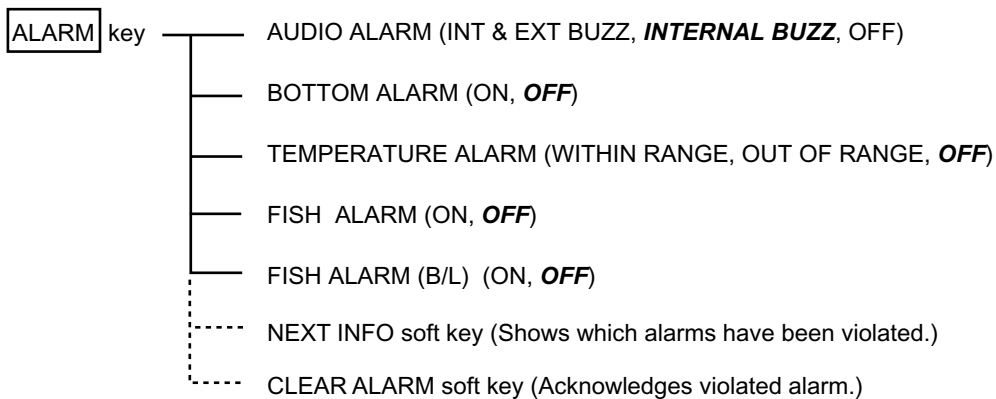 ALARM key AUDIO ALARM (INT & EXT BUZZ, INTERNAL BUZZ, OFF)
BOTTOM ALARM (ON, OFF)
TEMPERATURE ALARM (WITHIN RANGE, OUT OF RANGE, OFF)
FISH ALARM (ON, OFF)
FISH ALARM (B/L) (ON, OFF)
NEXT INFO soft key (Shows which alarms have been violated.)
CLEAR ALARM soft key (Acknowledges violated alarm.)